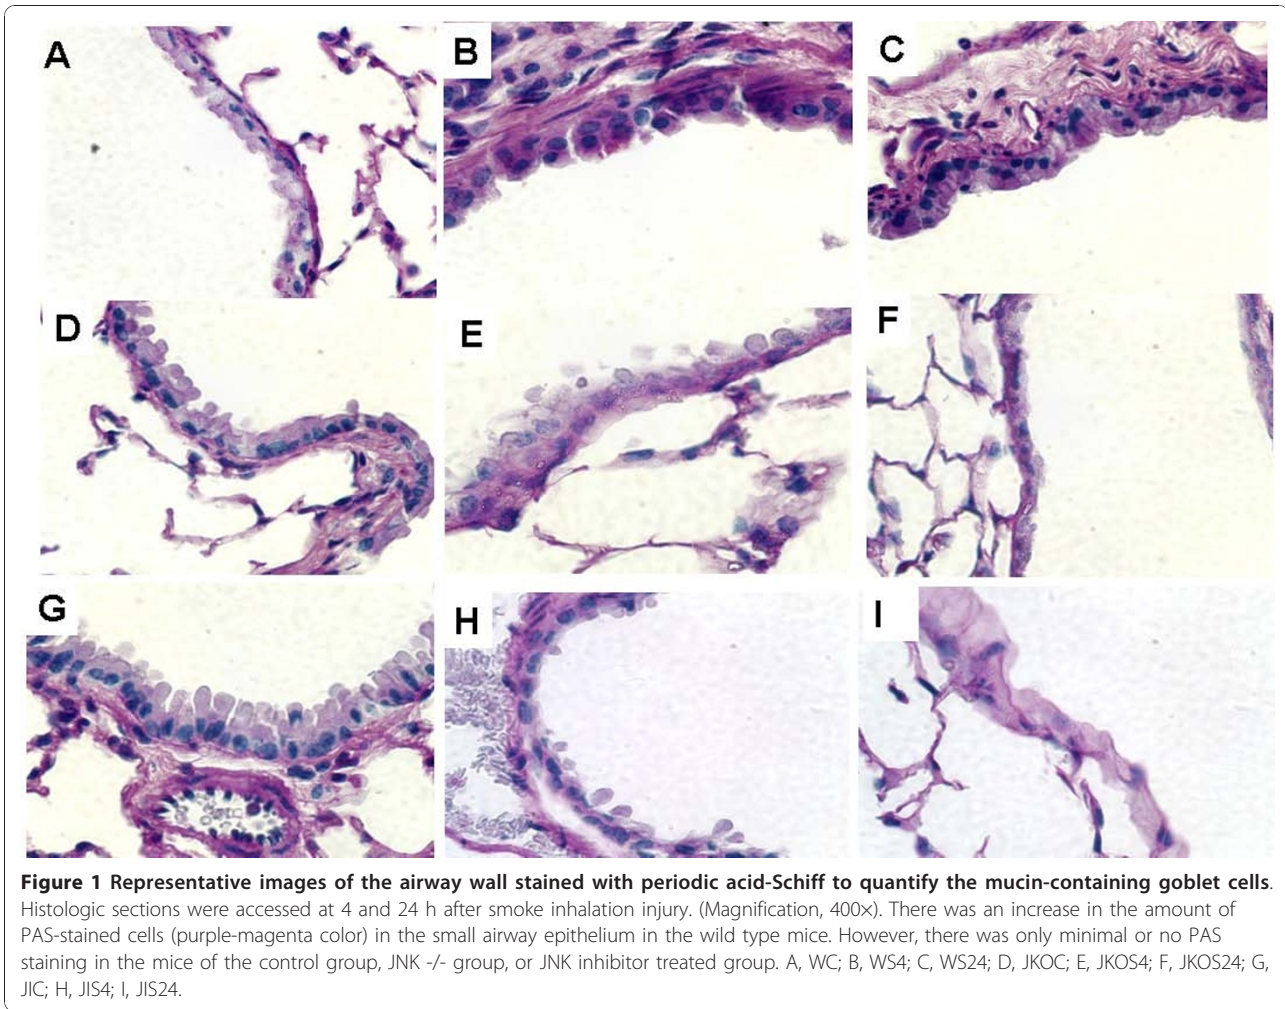 A
B
C
D
E
F
G
H
I
Figure 1 Representative images of the airway wall stained with periodic acid-Schiff to quantify the mucin-containing goblet cells.
Histologic sections were accessed at 4 and 24 h after smoke inhalation injury. (Magnification, 400×). There was an increase in the amount of
PAS-stained cells (purple-magenta color) in the small airway epithelium in the wild type mice. However, there was only minimal or no PAS
staining in the mice of the control group, JNK -/- group, or JNK inhibitor treated group. A, WC; B, WS4; C, WS24; D, JKOC; E, JKOS4; F, JKOS24; G,
JIC; H, JIS4; I, JIS24.